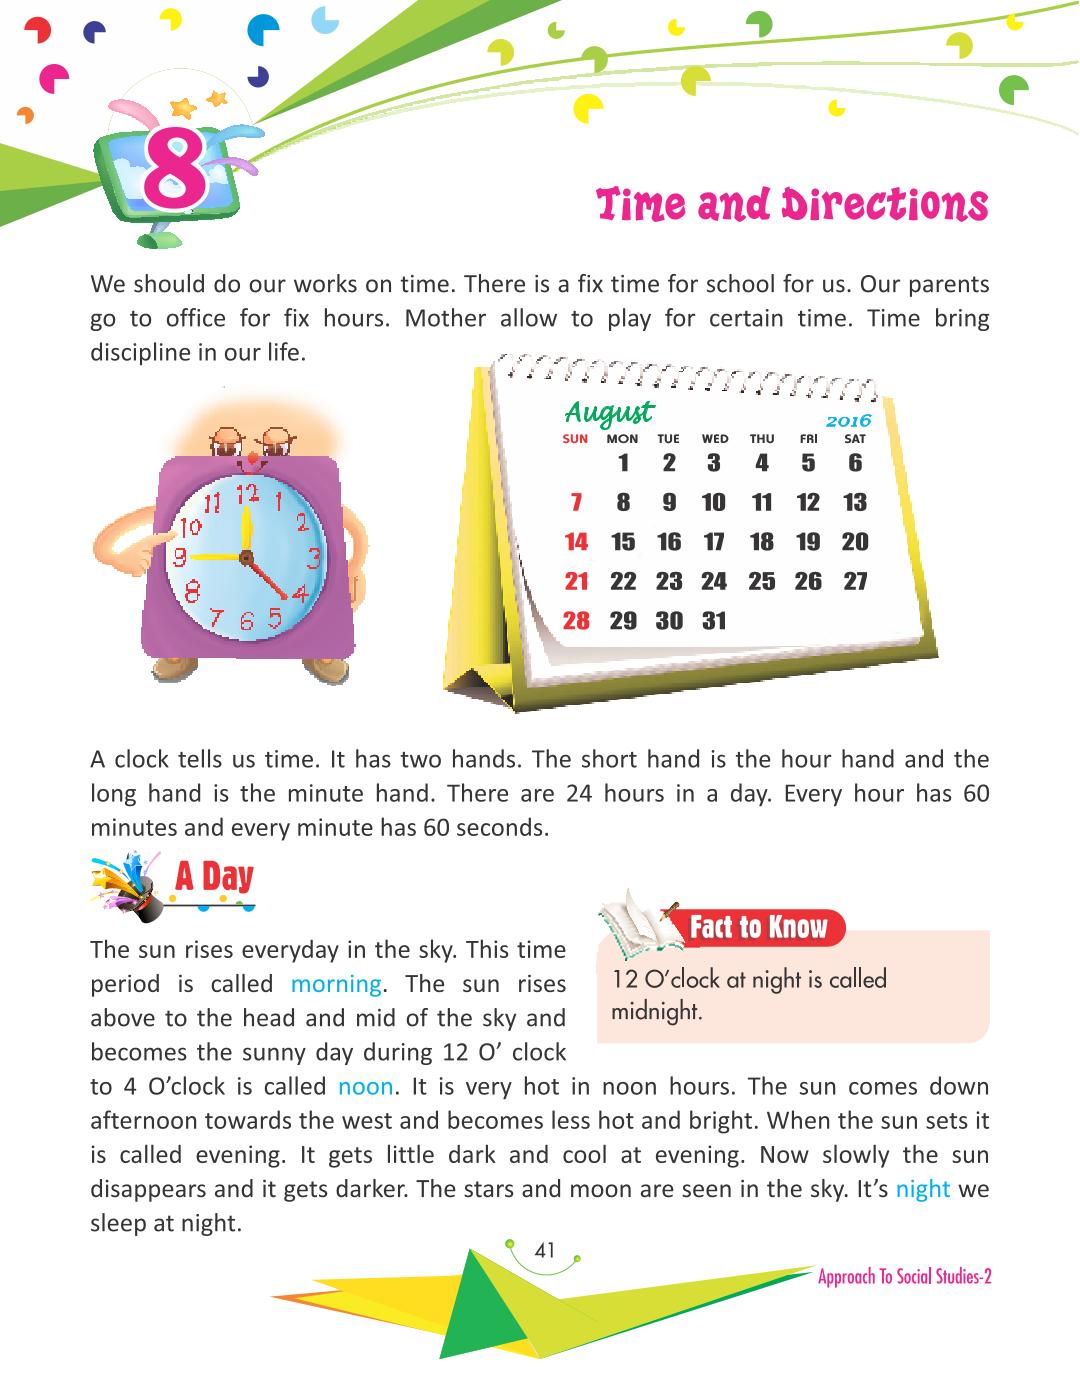 8
Time and Directions
We should do our works on time. There is a fix time for school for us. Our parents
go to office for fix hours. Mother allow to play for certain time. Time bring
discipline in our life.
12
11 1
10 2
9 3
8 4
7 6 5
August 2016
SUN MON TUE WED THU FRI SAT
1 2 3 4 5 6
7 8 9 10 11 12 13
14 15 16 17 18 19 20
21 22 23 24 25 26 27
28 29 30 31
A clock tells us time. It has two hands. The short hand is the hour hand and the
long hand is the minute hand. There are 24 hours in a day. Every hour has 60
minutes and every minute has 60 seconds.
A Day
The sun rises everyday in the sky. This time
period is called morning. The sun rises
above to the head and mid of the sky and
becomes the sunny day during 12 O’ clock
to 4 O’clock is called noon. It is very hot in noon hours. The sun comes down
afternoon towards the west and becomes less hot and bright. When the sun sets it
is called evening. It gets little dark and cool at evening. Now slowly the sun
disappears and it gets darker. The stars and moon are seen in the sky. It’s night we
sleep at night.
Fact to Know
12 O’clock at night is called
midnight.
41
Approach To Social Studies-2